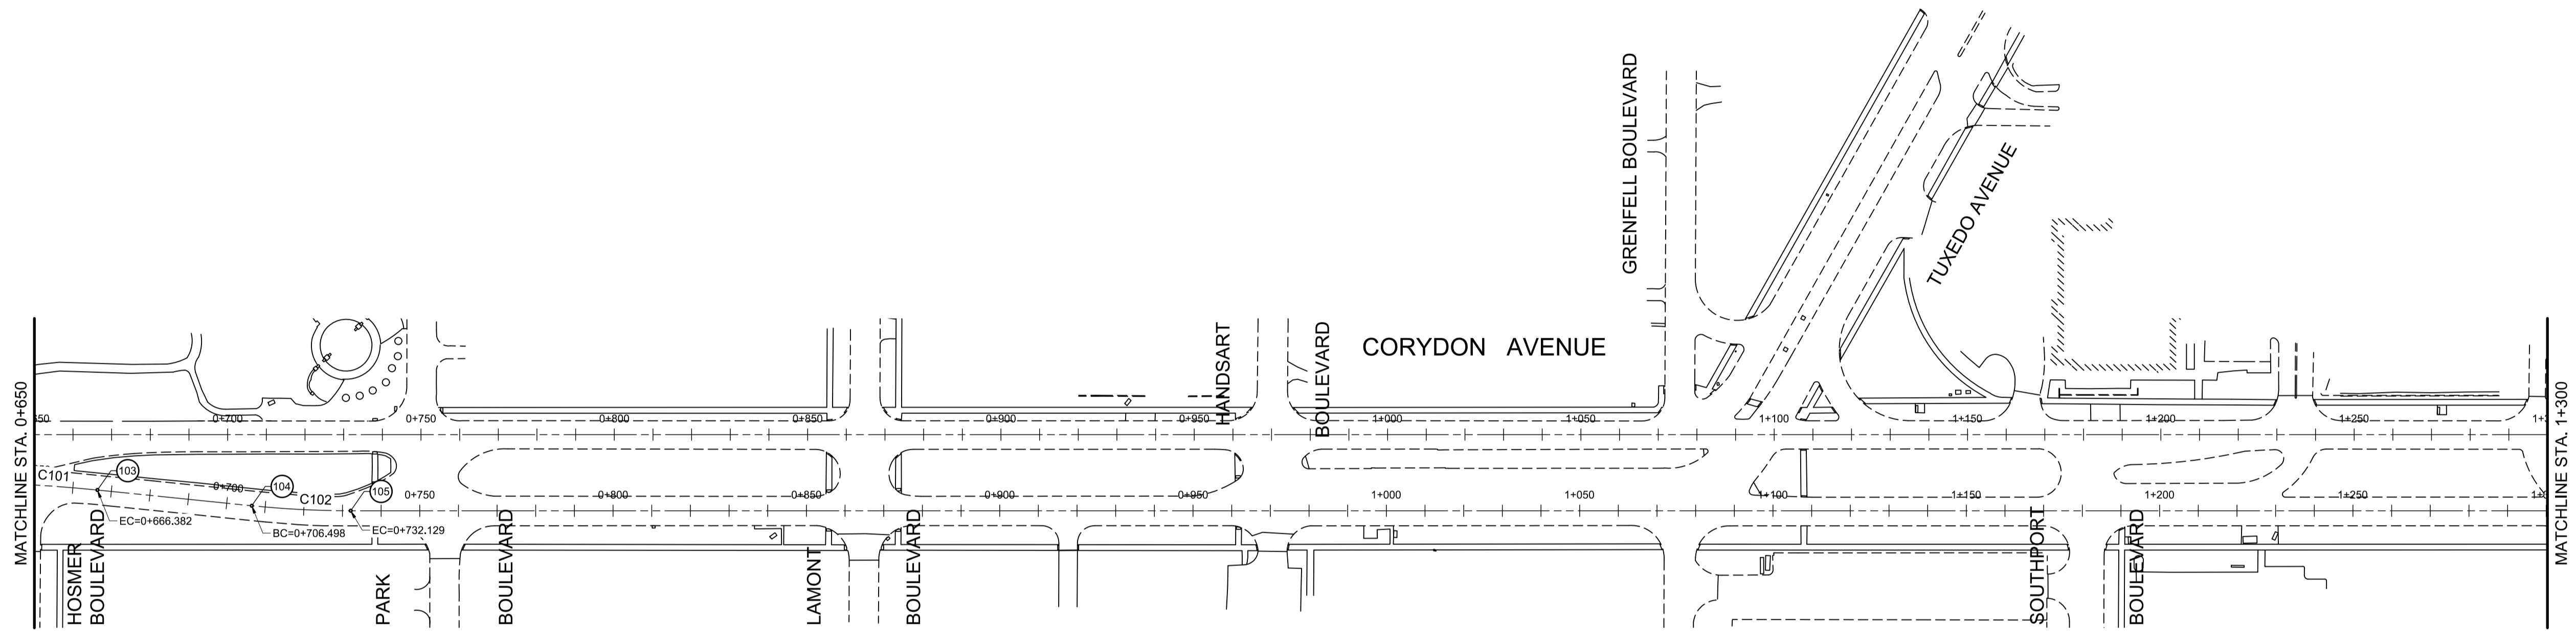 MATCHLINE STA. 0+650
GRENFELL BOULEVARD
TUXEDO AVENUE
HANDSART
BOULEVARD
CORYDON AVENUE
0+700
0+750
0+800
0+850
0+900
0+950
1+000
1+050
1+100
1+150
1+200
1+250
C101
103
0+700
104
C102
105
0+750
0+800
0+850
0+900
0+950
1+000
1+050
1+100
1+150
1+200
1+250
EC=0+666.382
BC=0+706.498
EC=0+732.129
HOSMER
BOULEVARD
PARK
BOULEVARD
LAMONT
BOULEVARD
SOUTHPORT
BOULEVARD
MATCHLINE STA. 1+300